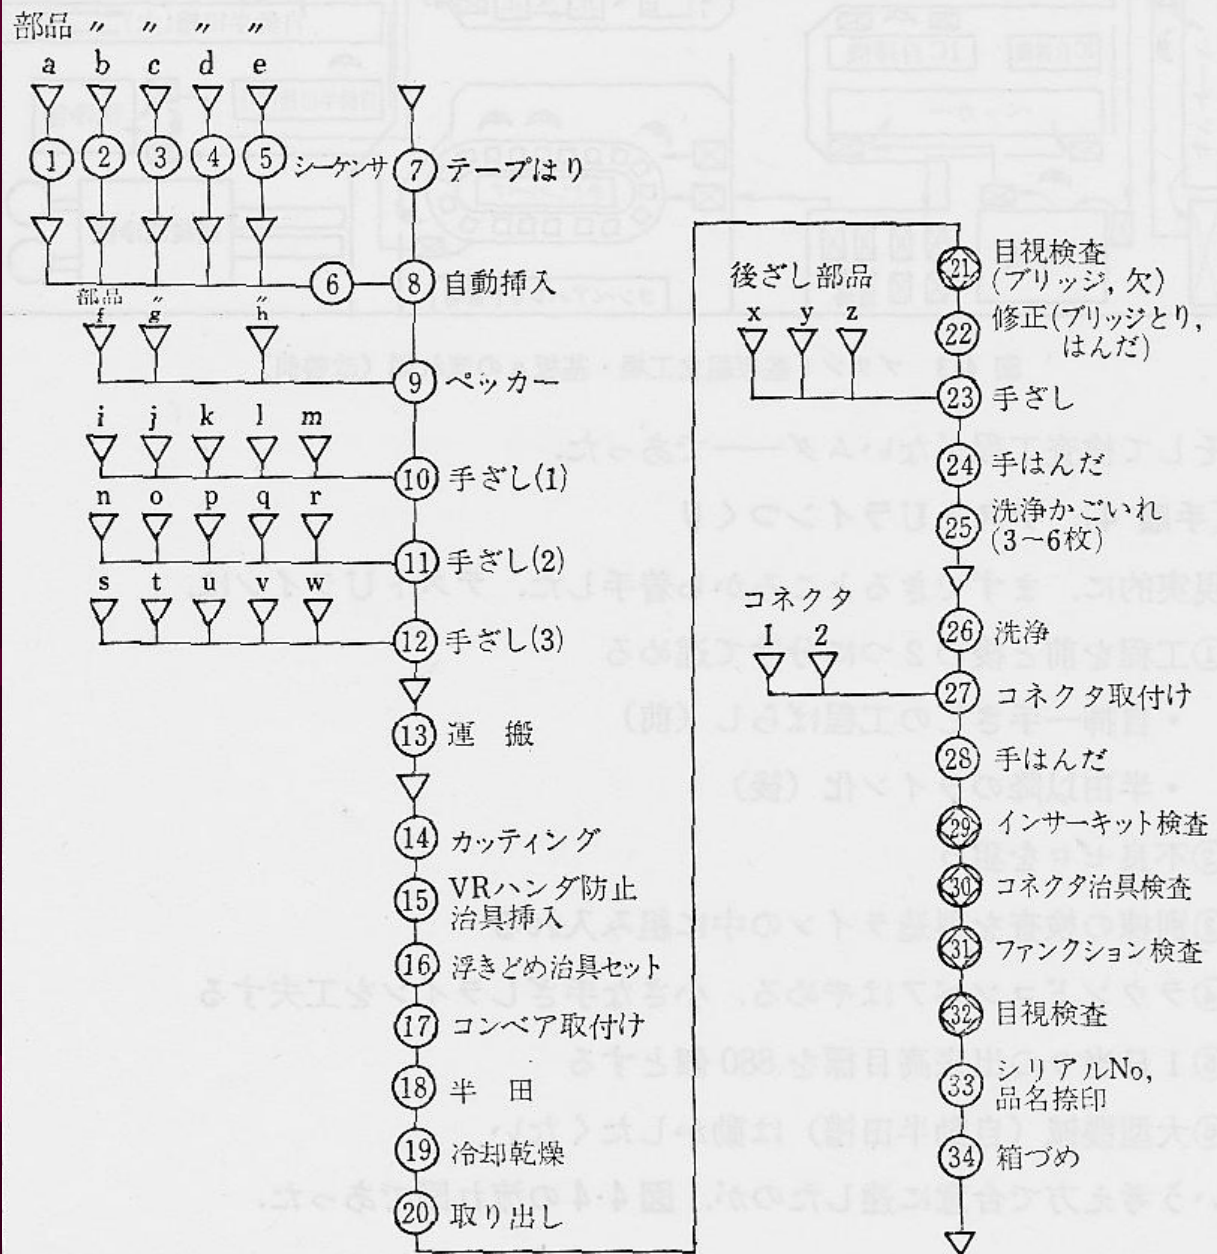 部品 〃 〃 〃 〃
a b c d e
1 2 3 4 5 シーケンサ 7 テープはり
6 8 自動挿入
部品 〃 〃
f g h
9 ペッカー
i j k l m
10 手ざし(1)
n o p q r
11 手ざし(2)
s t u v w
12 手ざし(3)
13 運 搬
14 カッティング
15 VRハンダ防止
治具挿入
16 浮きどめ治具セット
17 コンベア取付け
18 半 田
19 冷却乾燥
20 取り出し
21 目視検査
(ブリッジ, 欠)
22 修正(ブリッジとり,
はんだ)
後ざし部品
x y z
23 手ざし
24 手はんだ
25 洗浄かごいれ
(3〜6枚)
26 洗浄
コネクタ
1 2
27 コネクタ取付け
28 手はんだ
29 インサーキット検査
30 コネクタ治具検査
31 ファンクション検査
32 目視検査
33 シリアルNo,
品名捺印
34 箱づめ